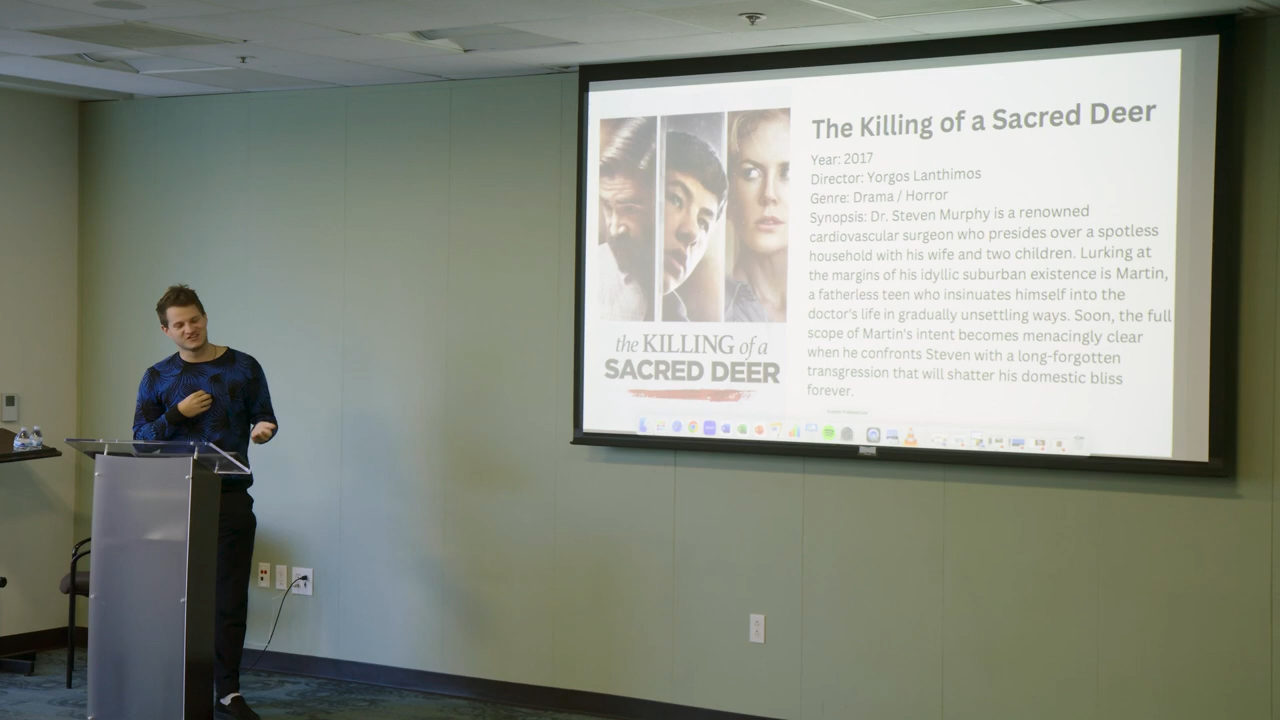 The Killing of a Sacred Deer
Year: 2017
Director: Yorgos Lanthimos
Genre: Drama / Horror
Synopsis: Dr. Steven Murphy is a renowned
cardiovascular surgeon who presides over a spotless
household with his wife and two children. Lurking at
the margins of his idyllic suburban existence is Martin,
a fatherless teen who insinuates himself into the
doctor's life in gradually unsettling ways. Soon, the full
scope of Martin's intent becomes menacingly clear
when he confronts Steven with a long-forgotten
transgression that will shatter his domestic bliss
forever.
the KILLING of a
SACRED DEER